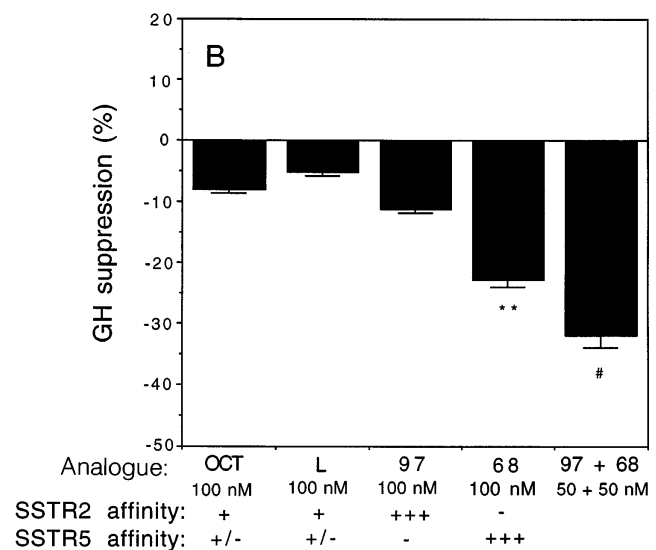 B
GH suppression (%)
20
10
0
-10
-20
-30
-40
-50
**
#
Analogue: OCT L 97 68 97 + 68
100 nM 100 nM 100 nM 100 nM 50 + 50 nM
SSTR2 affinity: + + +++ -
SSTR5 affinity: +/- +/- - +++